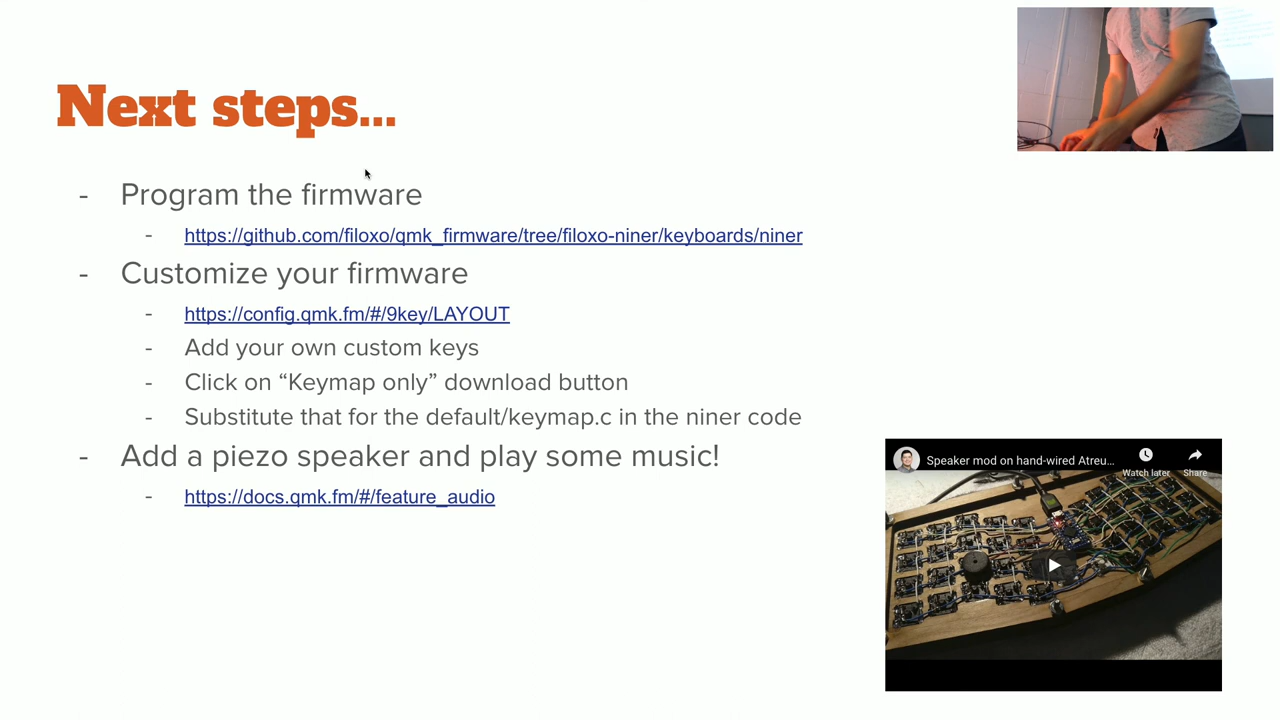 Next steps...
- Program the firmware
- https://github.com/filoxo/qmk_firmware/tree/filoxo-niner/keyboards/niner
- Customize your firmware
- https://config.qmk.fm/#/9key/LAYOUT
- Add your own custom keys
- Click on “Keymap only” download button
- Substitute that for the default/keymap.c in the niner code
- Add a piezo speaker and play some music!
- https://docs.qmk.fm/#/feature_audio
Speaker mod on hand-wired Atreu...
Watch later
Share